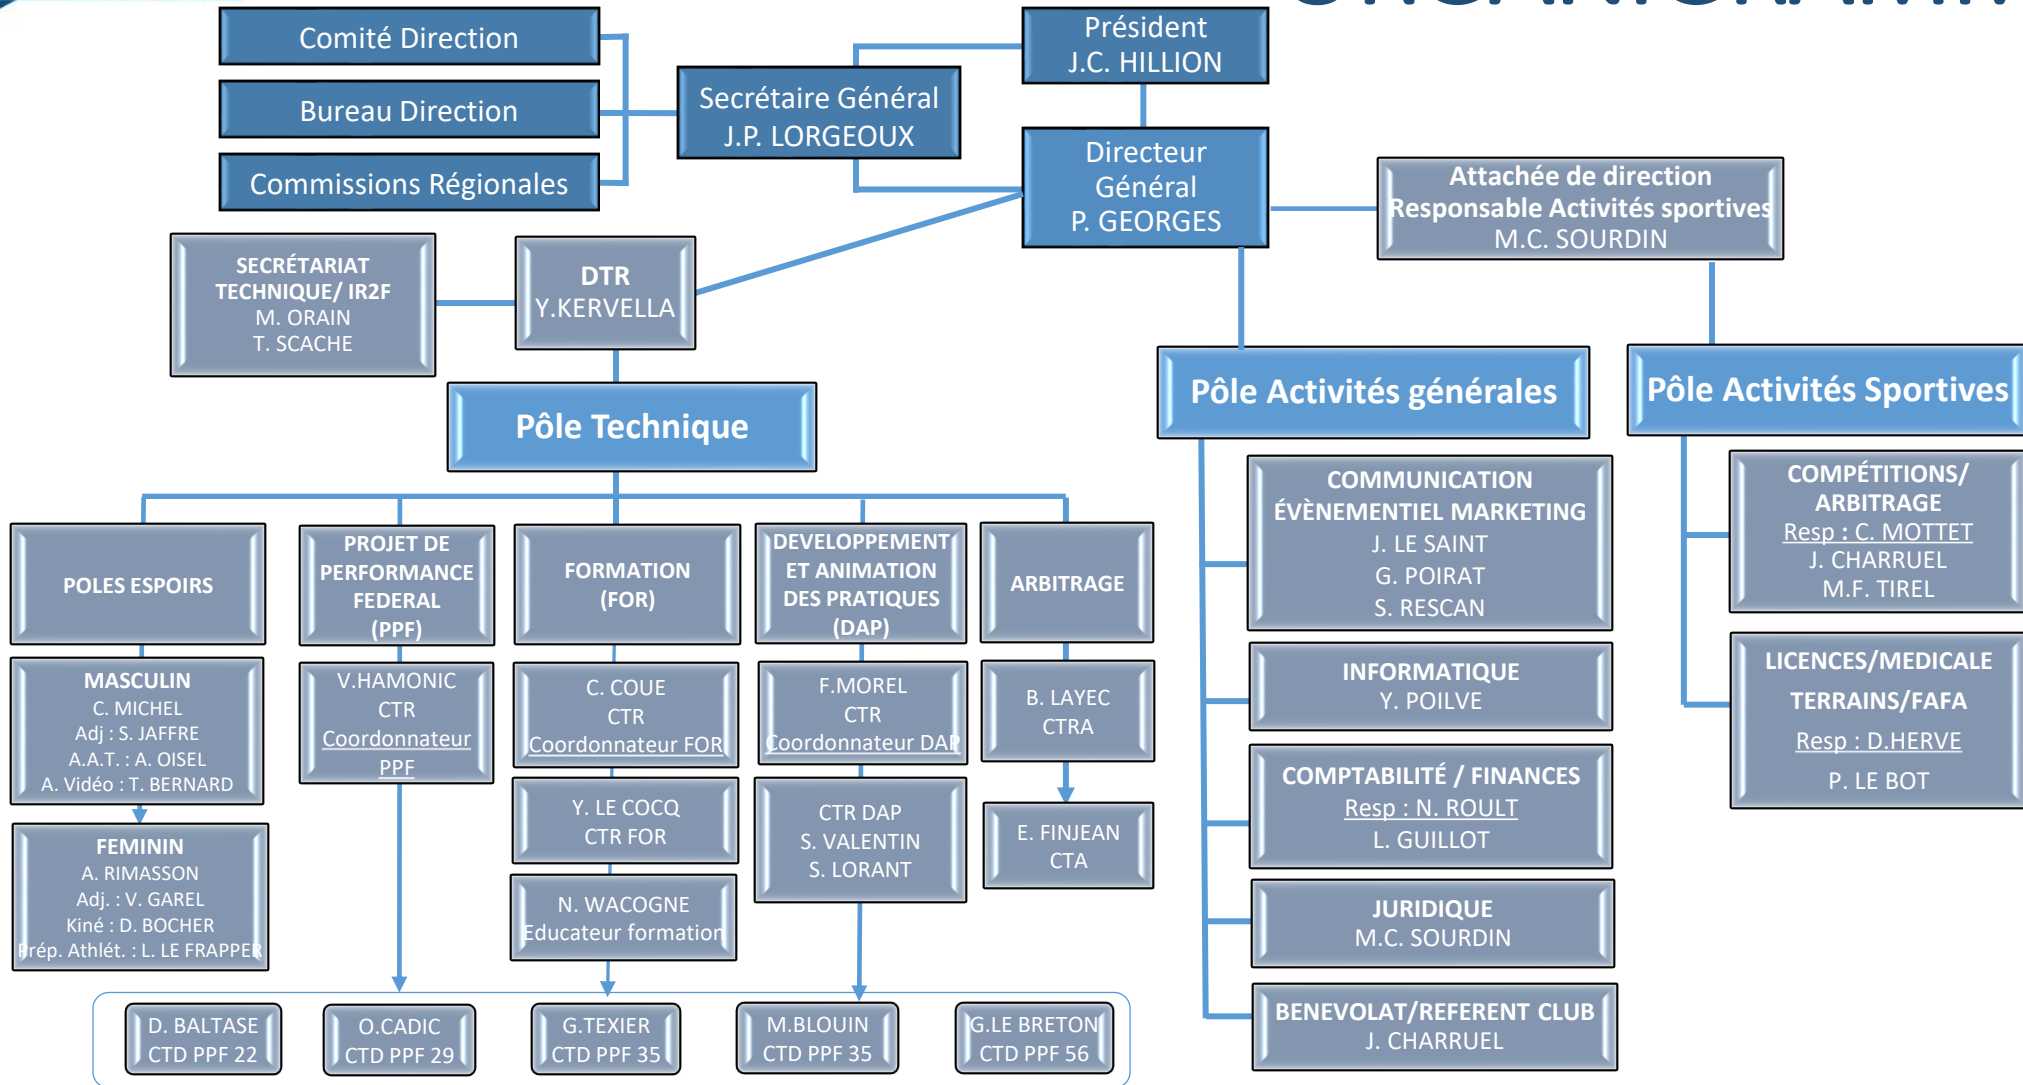 Comité Direction
Bureau Direction
Commissions Régionales
Secrétaire Général
J.P. LORGEOUX
Président
J.C. HILLION
Directeur
Général
P. GEORGES
Attachée de direction
Responsable Activités sportives
M.C. SOURDIN
SECRÉTARIAT
TECHNIQUE/ IR2F
M. ORAIN
T. SCACHE
DTR
Y.KERVELLA
Pôle Technique
Pôle Activités générales
Pôle Activités Sportives
POLES ESPOIRS
MASCULIN
C. MICHEL
Adj : S. JAFFRE
A.A.T. : A. OISEL
A. Vidéo : T. BERNARD
FEMININ
A. RIMASSON
Adj. : V. GAREL
Kiné : D. BOCHER
Prép. Athlét. : L. LE FRAPPER
PROJET DE
PERFORMANCE
FEDERAL
(PPF)
V.HAMONIC
CTR
Coordonnateur
PPF
FORMATION
(FOR)
C. COUE
CTR
Coordonnateur FOR
Y. LE COCQ
CTR FOR
N. WACOGNE
Educateur formation
DEVELOPPEMENT
ET ANIMATION
DES PRATIQUES
(DAP)
F.MOREL
CTR
Coordonnateur DAP
CTR DAP
S. VALENTIN
S. LORANT
ARBITRAGE
B. LAYEC
CTRA
E. FINJEAN
CTA
D. BALTASE
CTD PPF 22
O.CADIC
CTD PPF 29
G.TEXIER
CTD PPF 35
M.BLOUIN
CTD PPF 35
G.LE BRETON
CTD PPF 56
COMMUNICATION
ÉVÈNEMENTIEL MARKETING
J. LE SAINT
G. POIRAT
S. RESCAN
INFORMATIQUE
Y. POILVE
COMPTABILITÉ / FINANCES
Resp : N. ROULT
L. GUILLOT
JURIDIQUE
M.C. SOURDIN
BENEVOLAT/REFERENT CLUB
J. CHARRUEL
COMPÉTITIONS/
ARBITRAGE
Resp : C. MOTTET
J. CHARRUEL
M.F. TIREL
LICENCES/MEDICALE
TERRAINS/FAFA
Resp : D.HERVE
P. LE BOT